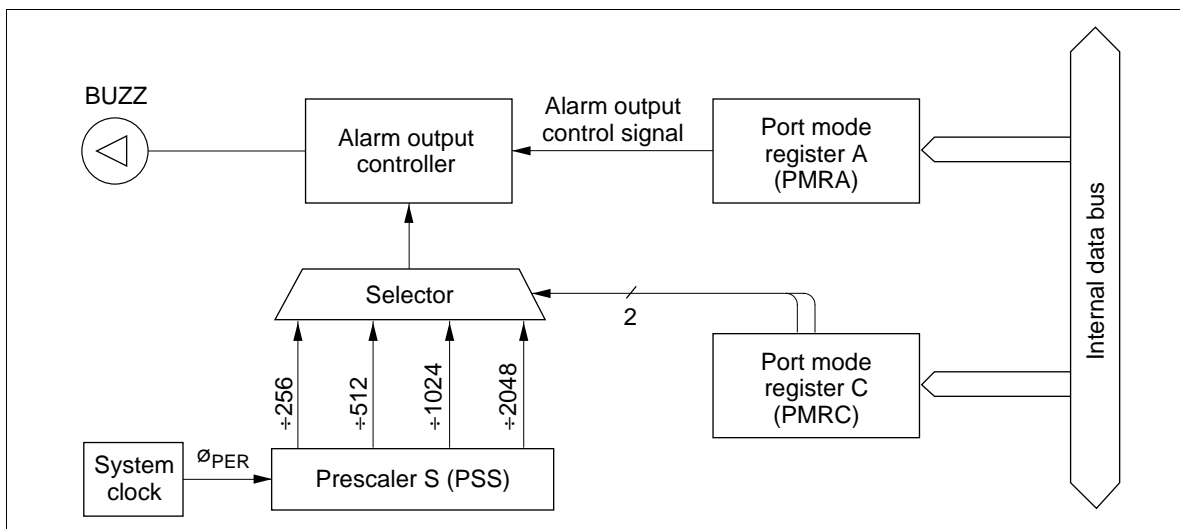 BUZZ
Alarm output
controller
Alarm output
control signal
Port mode
register A
(PMRA)
Internal data bus
Selector
2
Port mode
register C
(PMRC)
÷256
÷512
÷1024
÷2048
System
clock
øPER
Prescaler S (PSS)